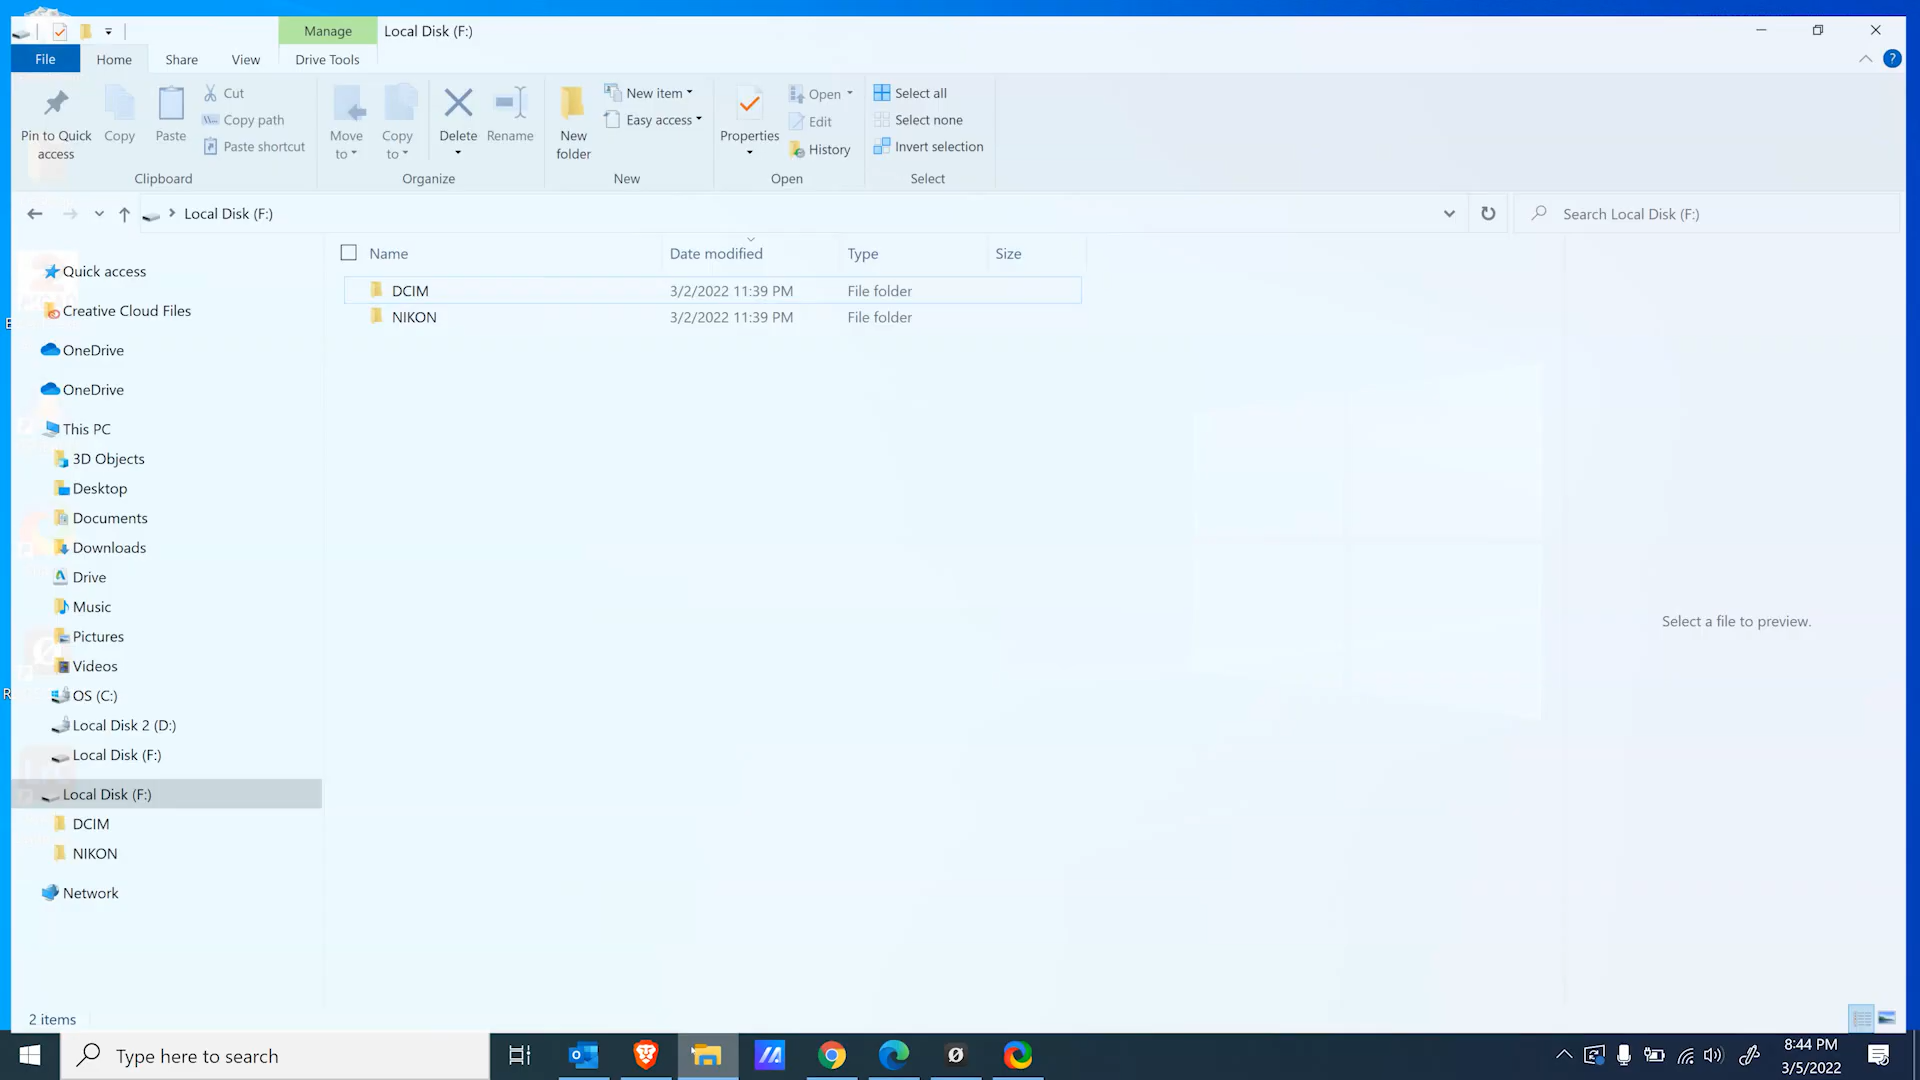 Manage
Local Disk (F:)
File
Home
Share
View
Drive Tools
Pin to Quick access
Copy
Paste
Cut
Copy path
Paste shortcut
Clipboard
Move to
Copy to
Delete
Rename
Organize
New folder
New item
Easy access
New
Properties
Open
Edit
History
Open
Select all
Select none
Invert selection
Select
Local Disk (F:)
Search Local Disk (F:)
Name
Date modified
Type
Size
DCIM
3/2/2022 11:39 PM
File folder
NIKON
3/2/2022 11:39 PM
File folder
Quick access
Creative Cloud Files
OneDrive
OneDrive
This PC
3D Objects
Desktop
Documents
Downloads
Drive
Music
Pictures
Videos
OS (C:)
Local Disk 2 (D:)
Local Disk (F:)
Local Disk (F:)
DCIM
NIKON
Network
Select a file to preview.
2 items
Type here to search
8:44 PM
3/5/2022